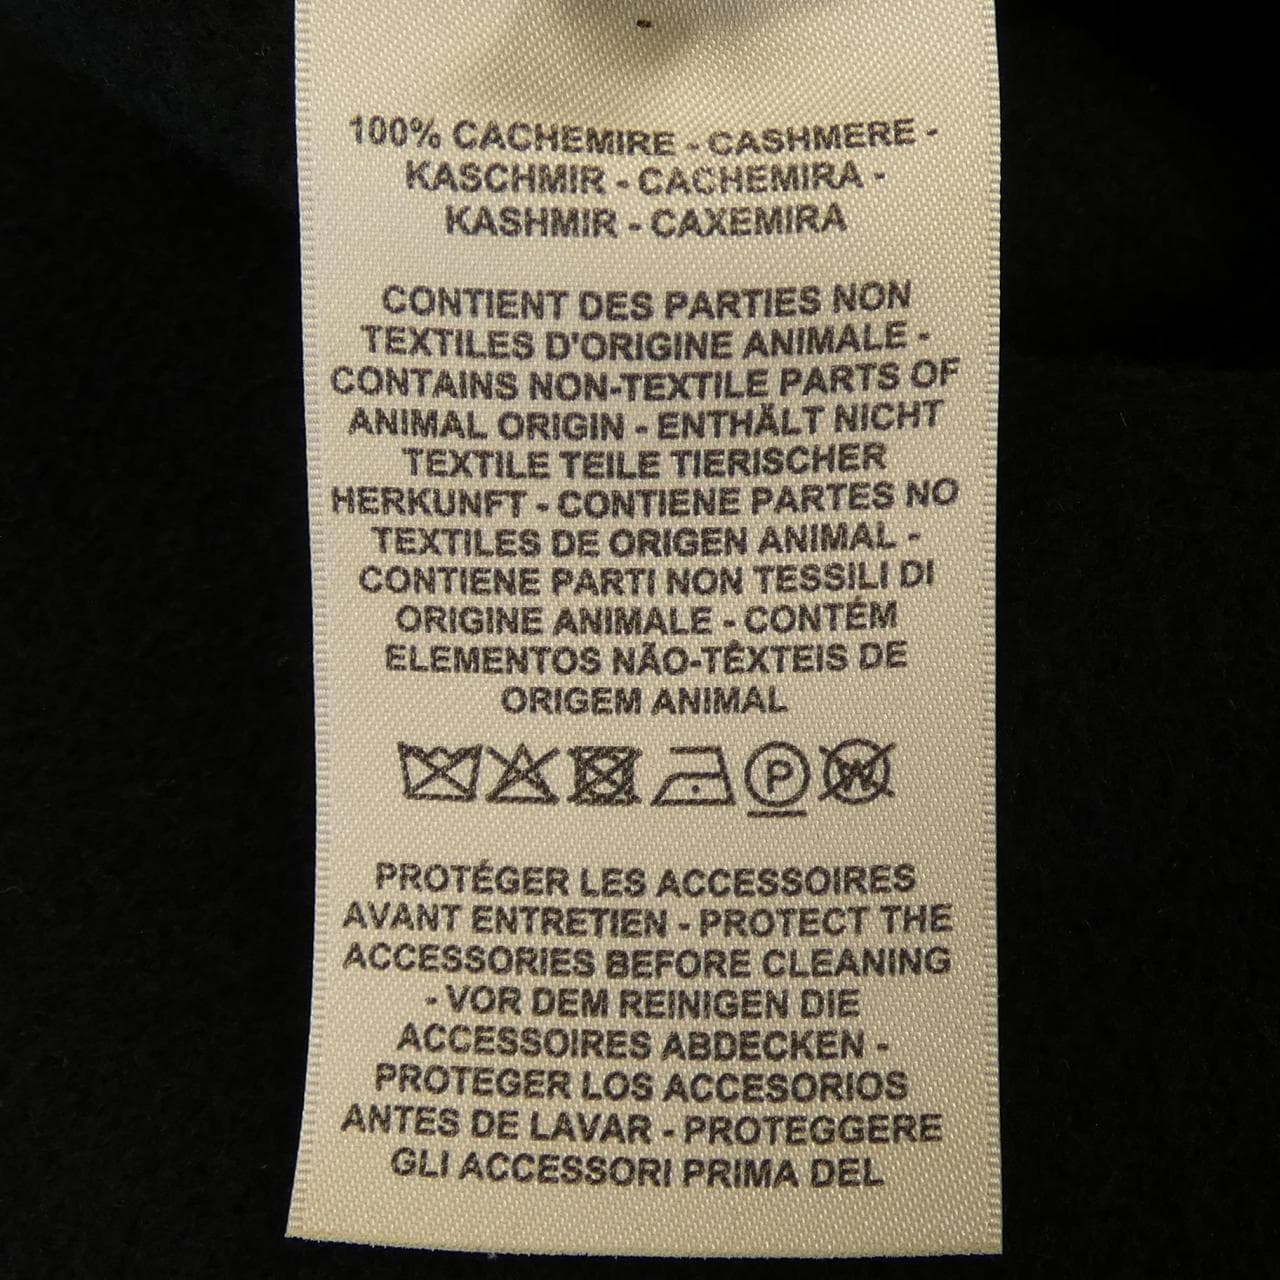 100% CACHEMIRE - CASHMERE -
KASCHMIR - CACHEMIRA -
KASHMIR - CAXEMIRA
CONTIENT DES PARTIES NON
TEXTILES D'ORIGINE ANIMALE -
CONTAINS NON-TEXTILE PARTS OF
ANIMAL ORIGIN - ENTHÄLT NICHT
TEXTILE TEILE TIERISCHER
HERKUNFT - CONTIENE PARTES NO
TEXTILES DE ORIGEN ANIMAL -
CONTIENE PARTI NON TESSILI DI
ORIGINE ANIMALE - CONTÉM
ELEMENTOS NÃO-TÊXTEIS DE
ORIGEM ANIMAL
P W
PROTÉGER LES ACCESSOIRES
AVANT ENTRETIEN - PROTECT THE
ACCESSORIES BEFORE CLEANING
- VOR DEM REINIGEN DIE
ACCESSOIRES ABDECKEN -
PROTEGER LOS ACCESORIOS
ANTES DE LAVAR - PROTEGGERE
GLI ACCESSORI PRIMA DEL